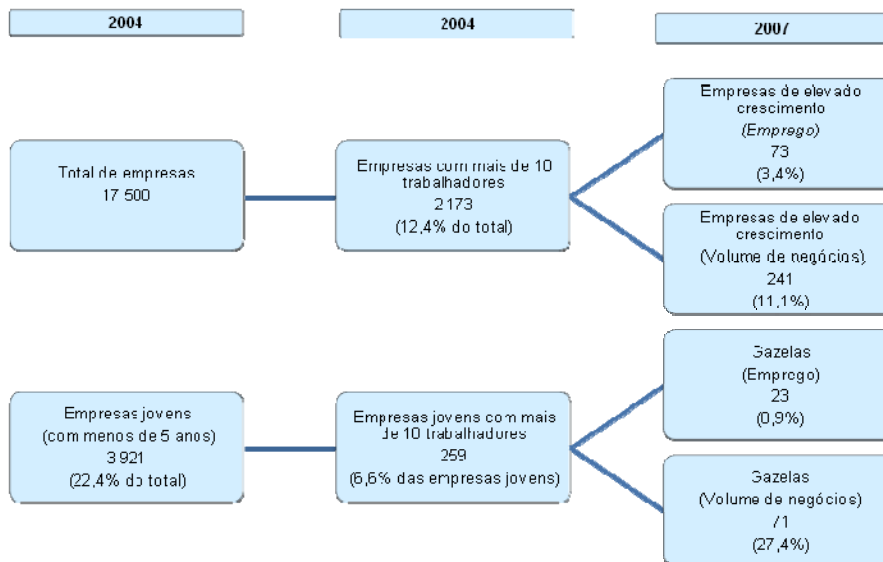 2004
2004
2007
Total de empresas
17 500
Empresas com mais de 10
trabalhadores
2 173
(12,4% do total)
Empresas de elevado
crescimento
(Emprego)
73
(3,4%)
Empresas de elevado
crescimento
(Volume de negócios)
241
(11,1%)
Empresas jovens
(com menos de 5 anos)
3 921
(22,4% do total)
Empresas jovens com mais
de 10 trabalhadores
259
(6,6% das empresas jovens)
Gazelas
(Emprego)
23
(0,9%)
Gazelas
(Volume de negócios)
71
(27,4%)